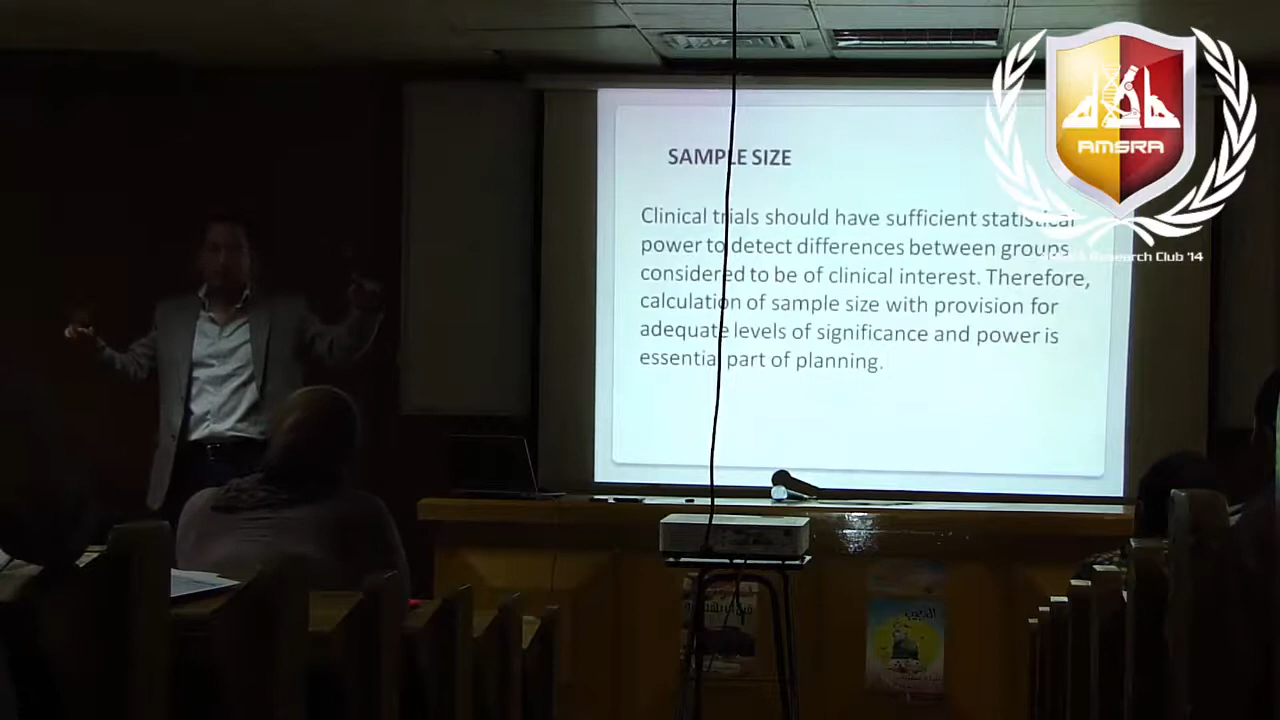 AMSRA
Research Club '14
SAMPLE SIZE
Clinical trials should have sufficient statistical
power to detect differences between groups
considered to be of clinical interest. Therefore,
calculation of sample size with provision for
adequate levels of significance and power is
essential part of planning.